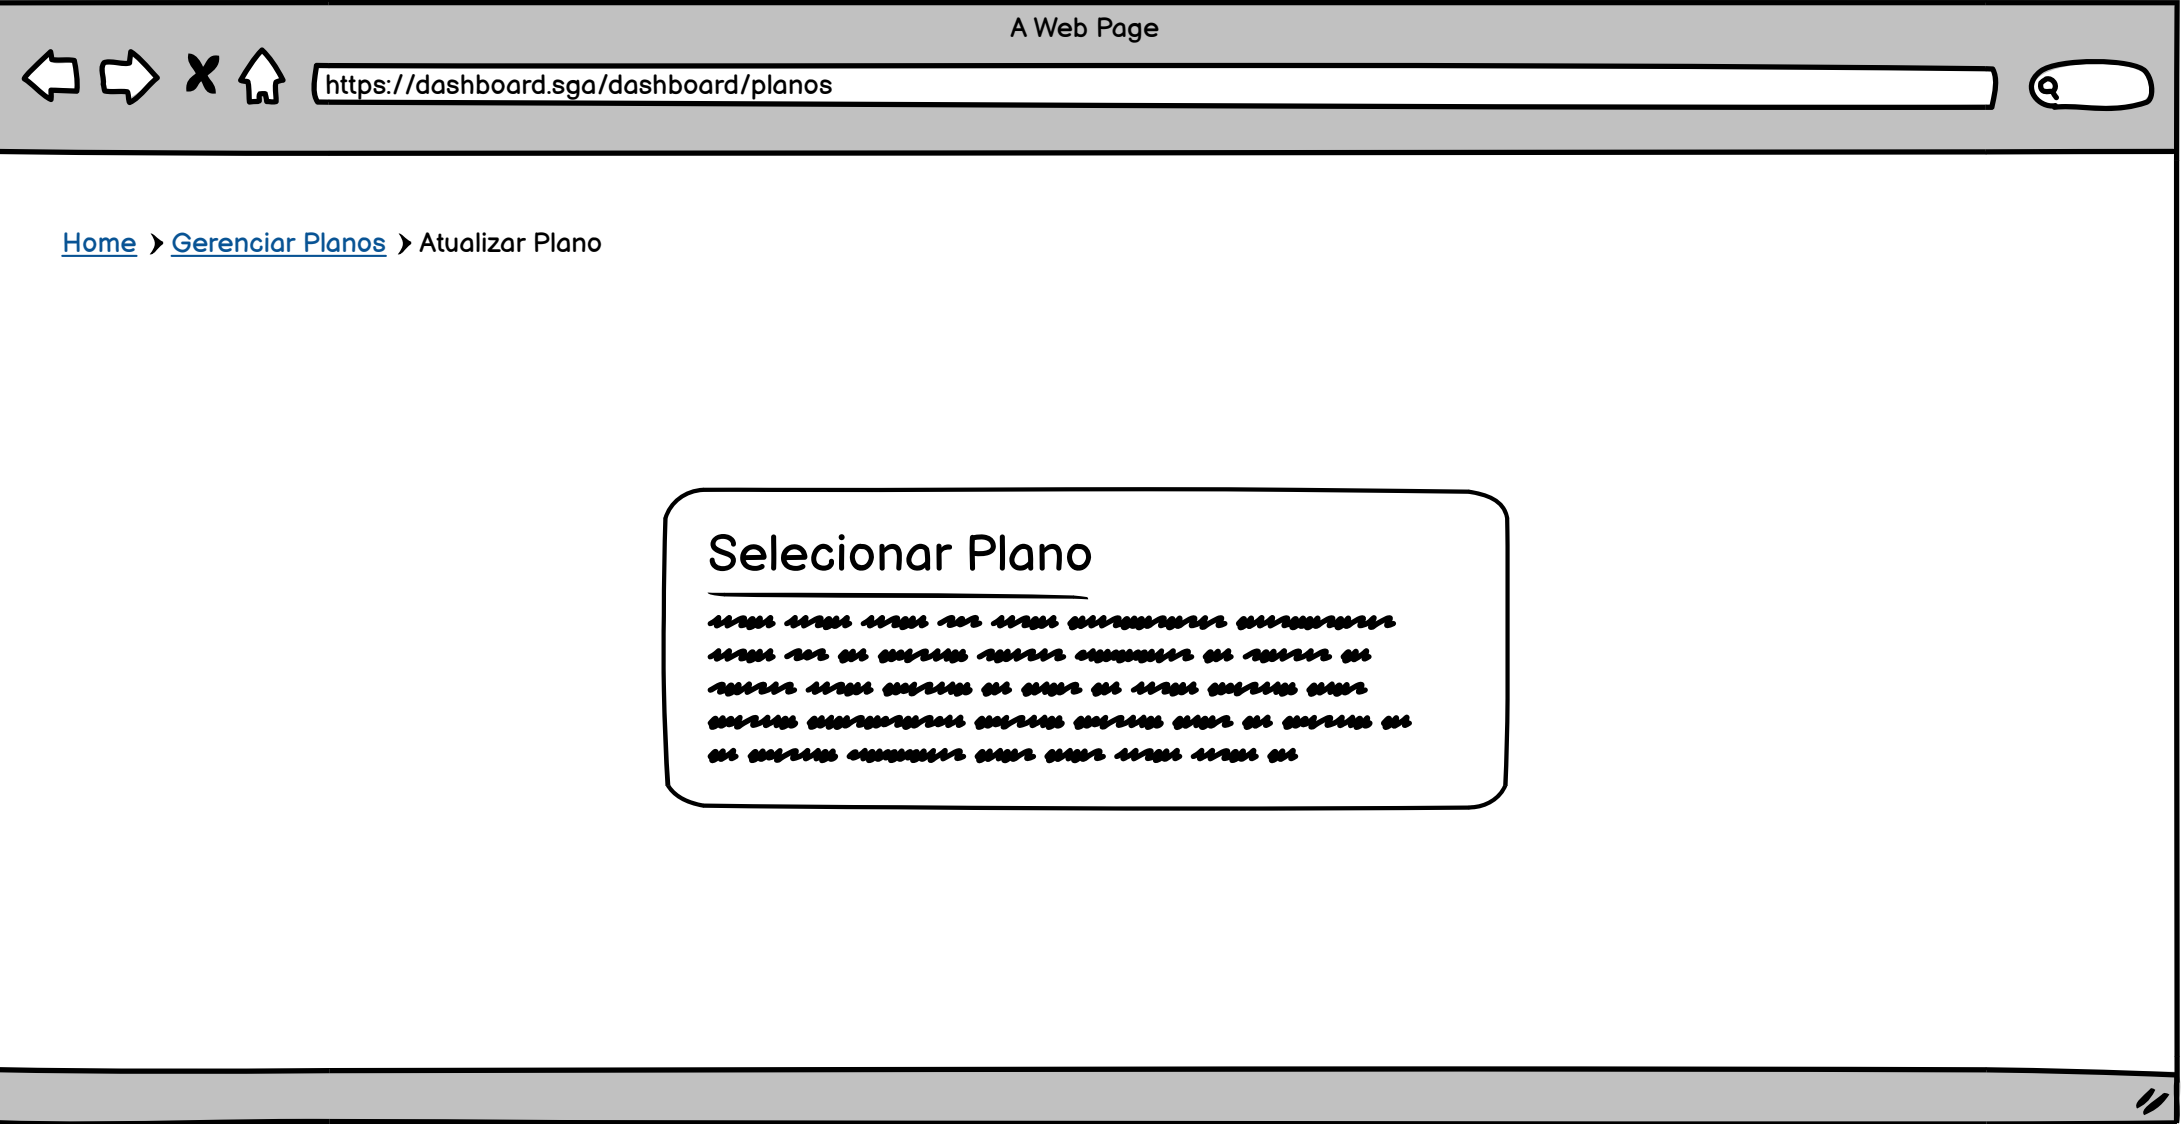 A Web Page
https://dashboard.sga/dashboard/planos
Home Gerenciar Planos Atualizar Plano
Selecionar Plano